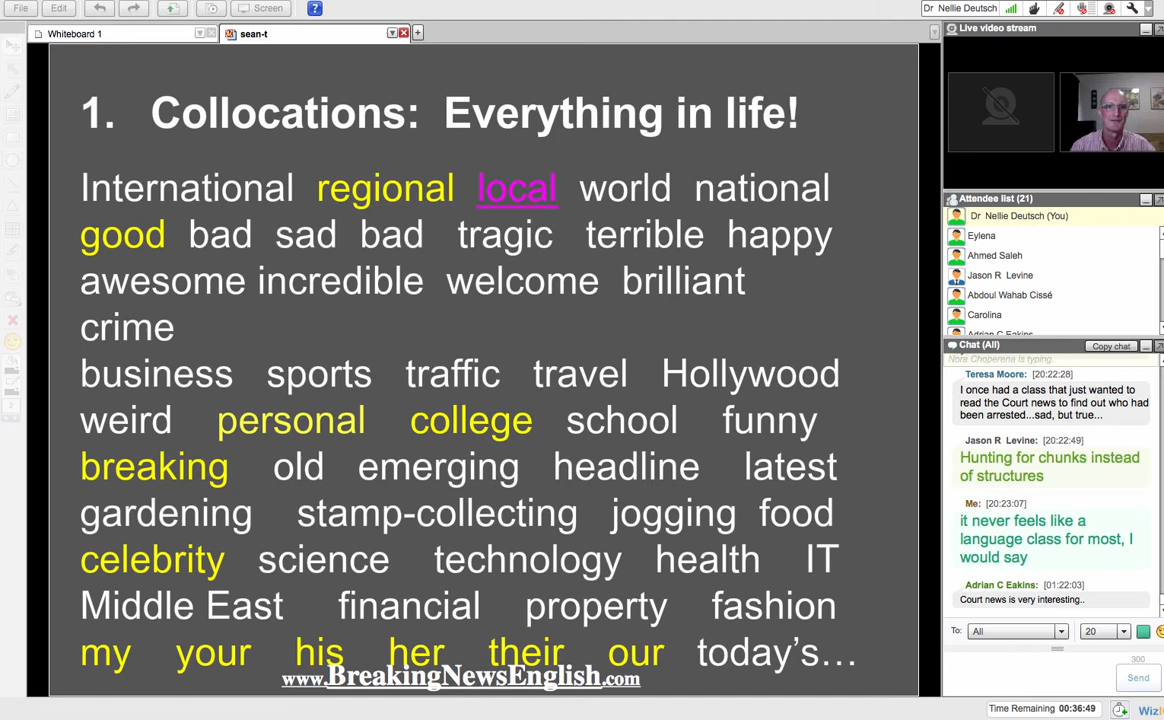 File Edit Screen ? Dr Nellie Deutsch
Whiteboard 1 sean-t +
1. Collocations: Everything in life!
International regional local world national
good bad sad bad tragic terrible happy
awesome incredible welcome brilliant
crime
business sports traffic travel Hollywood
weird personal college school funny
breaking old emerging headline latest
gardening stamp-collecting jogging food
celebrity science technology health IT
Middle East financial property fashion
my your his her their our today's…
www.BreakingNewsEnglish.com
Live video stream
Attendee list (21)
Dr Nellie Deutsch (You)
Eylena
Ahmed Saleh
Jason R Levine
Abdoul Wahab Cissé
Carolina
Adrian C Eakins
Chat (All) Copy chat
Nora Choperena is typing.
Teresa Moore: [20:22:28]
I once had a class that just wanted to
read the Court news to find out who had
been arrested...sad, but true...
Jason R Levine: [20:22:49]
Hunting for chunks instead
of structures
Me: [20:23:07]
it never feels like a
language class for most, I
would say
Adrian C Eakins: [01:22:03]
Court news is very interesting..
To: All 20
300
Send
Time Remaining 00:36:49